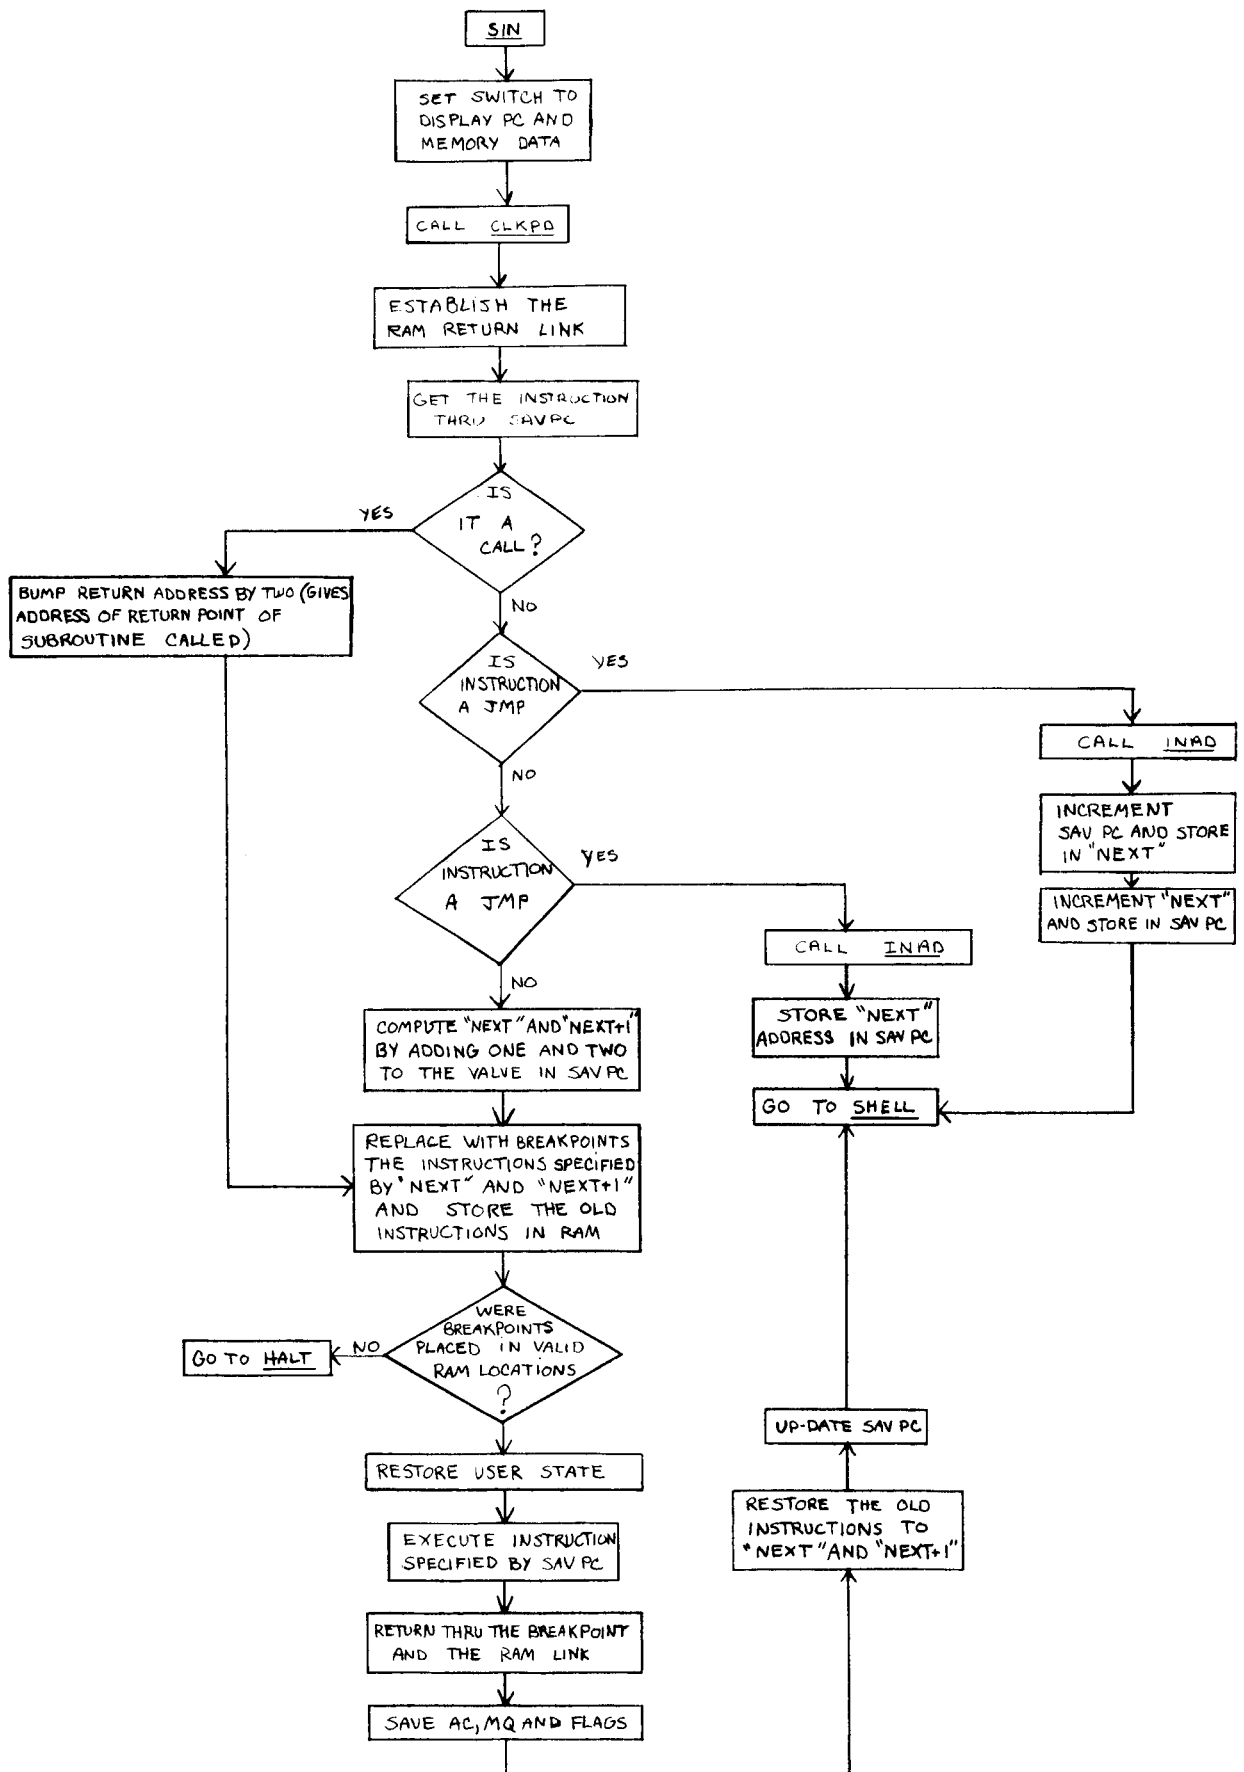 SIN
SET SWITCH TO
DISPLAY PC AND
MEMORY DATA
CALL CLKPD
ESTABLISH THE
RAM RETURN LINK
GET THE INSTRUCTION
THRU SAVPC
IS
IT A
CALL?
YES
NO
BUMP RETURN ADDRESS BY TWO (GIVES
ADDRESS OF RETURN POINT OF
SUBROUTINE CALLED)
IS
INSTRUCTION
A JMP
YES
NO
CALL INAD
INCREMENT
SAV PC AND STORE
IN "NEXT"
INCREMENT "NEXT"
AND STORE IN SAV PC
IS
INSTRUCTION
A JMP
YES
NO
CALL INAD
STORE "NEXT"
ADDRESS IN SAV PC
GO TO SHELL
COMPUTE "NEXT" AND "NEXT+1"
BY ADDING ONE AND TWO
TO THE VALVE IN SAV PC
REPLACE WITH BREAKPOINTS
THE INSTRUCTIONS SPECIFIED
BY "NEXT" AND "NEXT+1"
AND STORE THE OLD
INSTRUCTIONS IN RAM
WERE
BREAKPOINTS
PLACED IN VALID
RAM LOCATIONS
?
NO
GO TO HALT
RESTORE USER STATE
EXECUTE INSTRUCTION
SPECIFIED BY SAV PC
RETURN THRU THE BREAKPOINT
AND THE RAM LINK
SAVE AC, MQ AND FLAGS
UP-DATE SAV PC
RESTORE THE OLD
INSTRUCTIONS TO
"NEXT" AND "NEXT+1"